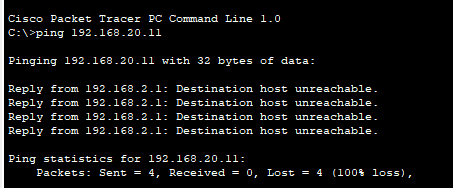 Cisco Packet Tracer PC Command Line 1.0
C:\>ping 192.168.20.11
Pinging 192.168.20.11 with 32 bytes of data:
Reply from 192.168.2.1: Destination host unreachable.
Reply from 192.168.2.1: Destination host unreachable.
Reply from 192.168.2.1: Destination host unreachable.
Reply from 192.168.2.1: Destination host unreachable.
Ping statistics for 192.168.20.11:
Packets: Sent = 4, Received = 0, Lost = 4 (100% loss),